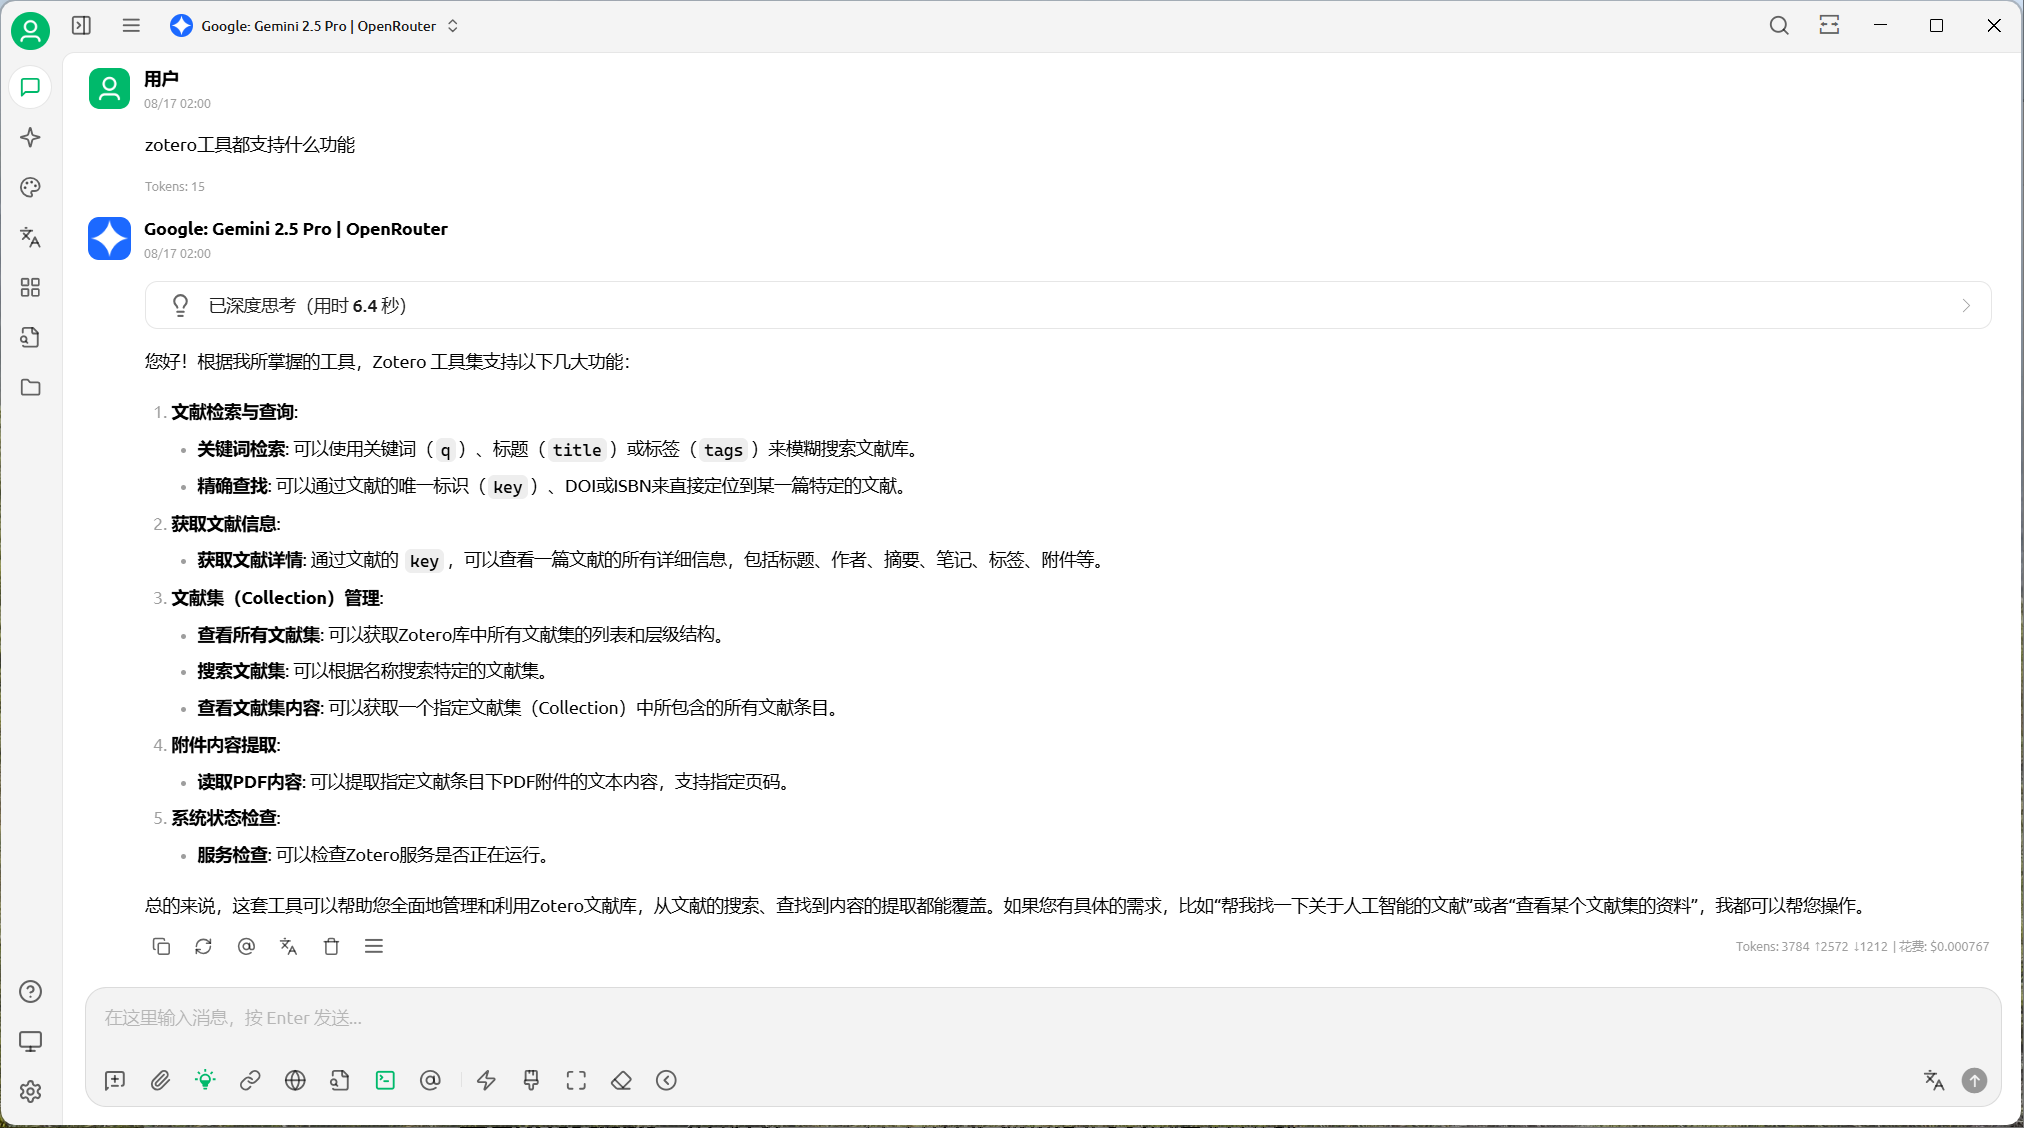 Google: Gemini 2.5 Pro | OpenRouter
用户
08/17 02:00
zotero工具都支持什么功能
Tokens: 15
Google: Gemini 2.5 Pro | OpenRouter
08/17 02:00
已深度思考（用时 6.4 秒）
您好！根据我所掌握的工具，Zotero 工具集支持以下几大功能：
1. 文献检索与查询:
• 关键词检索: 可以使用关键词（ q ）、标题（ title ）或标签（ tags ）来模糊搜索文献库。
• 精确查找: 可以通过文献的唯一标识（ key ）、DOI或ISBN来直接定位到某一篇特定的文献。
2. 获取文献信息:
• 获取文献详情: 通过文献的 key ，可以查看一篇文献的所有详细信息，包括标题、作者、摘要、笔记、标签、附件等。
3. 文献集（Collection）管理:
• 查看所有文献集: 可以获取Zotero库中所有文献集的列表和层级结构。
• 搜索文献集: 可以根据名称搜索特定的文献集。
• 查看文献集内容: 可以获取一个指定文献集（Collection）中所包含的所有文献条目。
4. 附件内容提取:
• 读取PDF内容: 可以提取指定文献条目下PDF附件的文本内容，支持指定页码。
5. 系统状态检查:
• 服务检查: 可以检查Zotero服务是否正在运行。
总的来说，这套工具可以帮助您全面地管理和利用Zotero文献库，从文献的搜索、查找到内容的提取都能覆盖。如果您有具体的需求，比如“帮我找一下关于人工智能的文献”或者“查看某个文献集的资料”，我都可以帮您操作。
Tokens: 3784 ↑2572 ↓1212 | 花费: $0.000767
在这里输入消息，按 Enter 发送...